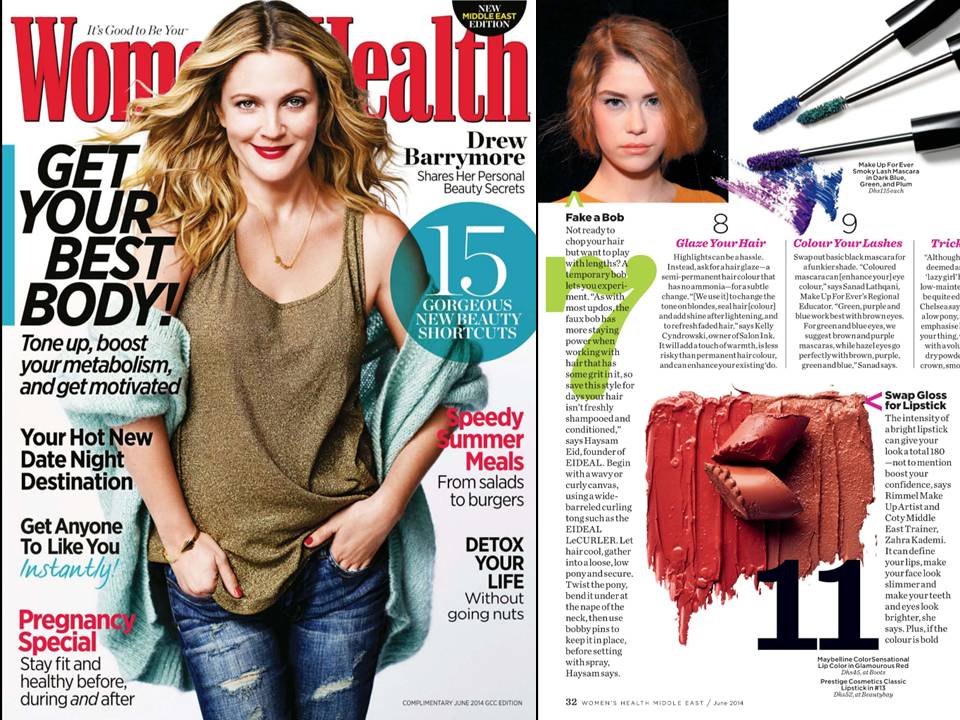 It's Good to Be You
Women's Health
NEW
MIDDLE EAST
EDITION
Drew
Barrymore
Shares Her Personal
Beauty Secrets
GET
YOUR
BEST
BODY!
Tone up, boost
your metabolism,
and get motivated
15
GORGEOUS
NEW BEAUTY
SHORTCUTS
Your Hot New
Date Night
Destination
Get Anyone
To Like You
Instantly!
Pregnancy
Special
Stay fit and
healthy before,
during and after
Speedy
Summer
Meals
From salads
to burgers
DETOX
YOUR
LIFE
Without
going nuts
COMPLIMENTARY JUNE 2014 GCC EDITION
Make Up For Ever
Smoky Lash Mascara
in Dark Blue,
Green, and Plum
Dhs115 each
7
Fake a Bob
Not ready to
chop your hair
but want to play
with lengths? A
temporary bob
lets you experi-
ment. "As with
most updos, the
faux bob has
more staying
power when
working with
hair that has
some grit in it, so
save this style for
days your hair
isn't freshly
shampooed and
conditioned,"
says Haysam
Eid, founder of
EIDEAL. Begin
with a wavy or
curly canvas,
using a wide-
barreled curling
tong such as the
EIDEAL
LeCURLER. Let
hair cool, gather
into a loose, low
pony and secure.
Twist the pony,
bend it under at
the nape of the
neck, then use
bobby pins to
keep it in place,
before setting
with spray,
Haysam says.
8
Glaze Your Hair
Highlights can be a hassle.
Instead, ask for a hair glaze—a
semi-permanent hair colour that
has no ammonia—for a subtle
change. "[We use it] to change the
tone on blondes, seal hair [colour]
and add shine after lightening, and
to refresh faded hair," says Kelly
Cyndrowski, owner of Salon Ink.
It will add a touch of warmth, is less
risky than permanent hair colour,
and can enhance your existing 'do.
9
Colour Your Lashes
Swap out basic black mascara for
a funkier shade. "Coloured
mascara can [enhance your] eye
colour," says Sanad Lathqani,
Make Up For Ever's Regional
Educator. "Green, purple and
blue work best with brown eyes.
For green and blue eyes, we
suggest brown and purple
mascaras, while hazel eyes go
perfectly with brown, purple,
green and blue," Sanad says.
Trick
"Although
deemed a
'lazy girl'
low-mainte
be quite ed
Chelsea say
a low pony,
emphasise
your thing,
with a volu
dry powde
crown, smo
11
Swap Gloss
for Lipstick
The intensity of
a bright lipstick
can give your
look a total 180
—not to mention
boost your
confidence, says
Rimmel Make
Up Artist and
Coty Middle
East Trainer,
Zahra Kademi.
It can define
your lips, make
your face look
slimmer and
make your teeth
and eyes look
brighter, she
says. Plus, if the
colour is bold
Maybelline ColorSensational
Lip Color in Glamourous Red
Dhs45, at Boots
Prestige Cosmetics Classic
Lipstick in #13
Dhs52, at Beautybay
32 WOMEN'S HEALTH MIDDLE EAST / June 2014